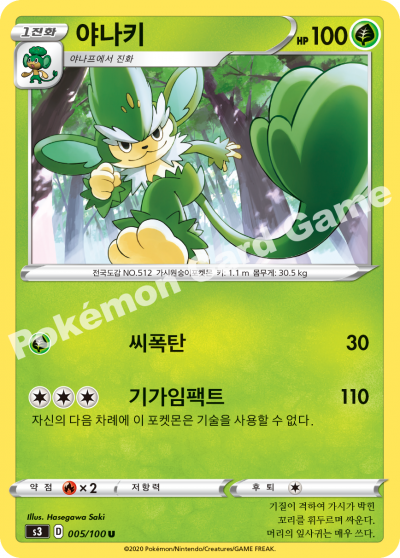 1진화
야나키
HP 100
야나프에서 진화
전국도감 NO.512 가시원숭이포켓몬 키: 1.1 m 몸무게: 30.5 kg
Pokémon Card Game
씨폭탄 30
기가임팩트 110
자신의 다음 차례에 이 포켓몬은 기술을 사용할 수 없다.
약점 ×2 저항력 후퇴
Illus. Hasegawa Saki
s3 D 005/100 U
기질이 격하여 가시가 박힌
꼬리를 휘두르며 싸운다.
머리의 잎사귀는 매우 쓰다.
©2020 Pokémon/Nintendo/Creatures/GAME FREAK.